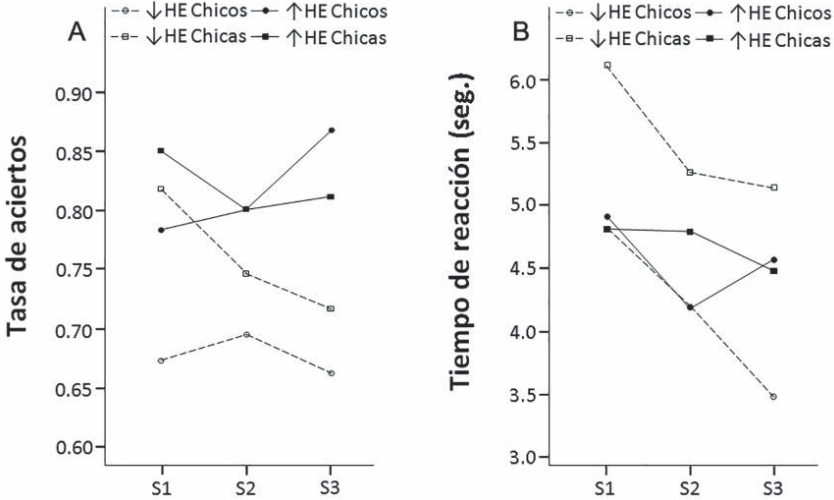 A
↓HE Chicos ↑HE Chicos
↓HE Chicas ↑HE Chicas
Tasa de aciertos
0.90
0.85
0.80
0.75
0.70
0.65
0.60
S1 S2 S3
B
↓HE Chicos ↑HE Chicos
↓HE Chicas ↑HE Chicas
Tiempo de reacción (seg.)
6.0
5.5
5.0
4.5
4.0
3.5
3.0
S1 S2 S3